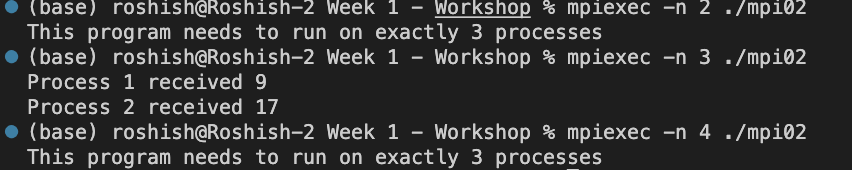 (base) roshish@Roshish-2 Week 1 - Workshop % mpiexec -n 2 ./mpi02
This program needs to run on exactly 3 processes
(base) roshish@Roshish-2 Week 1 - Workshop % mpiexec -n 3 ./mpi02
Process 1 received 9
Process 2 received 17
(base) roshish@Roshish-2 Week 1 - Workshop % mpiexec -n 4 ./mpi02
This program needs to run on exactly 3 processes